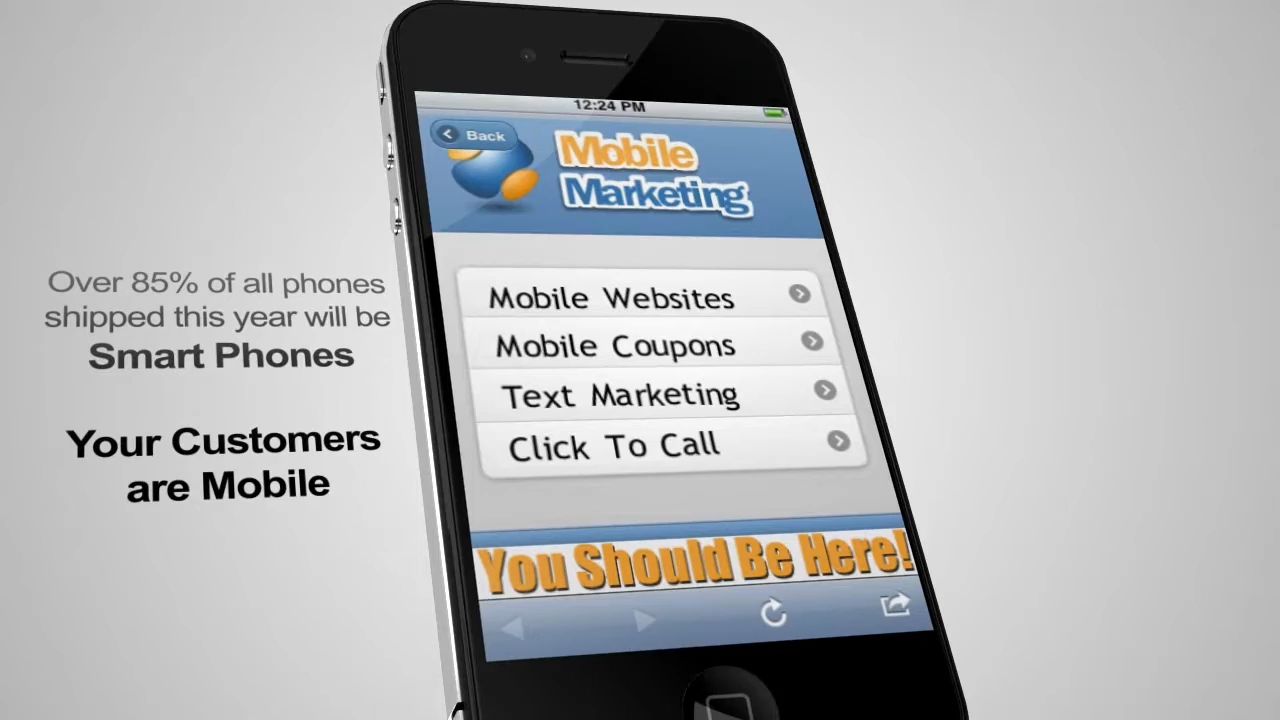 Over 85% of all phones
shipped this year will be
Smart Phones
Your Customers
are Mobile
12:24 PM
Back
Mobile
Marketing
Mobile Websites
Mobile Coupons
Text Marketing
Click To Call
You Should Be Here!